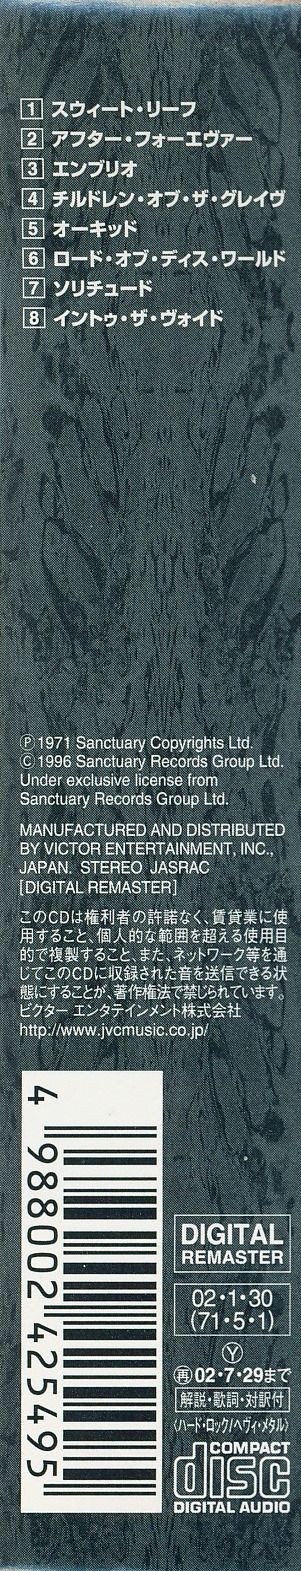 1 スウィート・リーフ
2 アフター・フォーエヴァー
3 エンブリオ
4 チルドレン・オブ・ザ・グレイヴ
5 オーキッド
6 ロード・オブ・ディス・ワールド
7 ソリチュード
8 イントゥ・ザ・ヴォイド
Ⓟ1971 Sanctuary Copyrights Ltd.
Ⓒ1996 Sanctuary Records Group Ltd.
Under exclusive license from
Sanctuary Records Group Ltd.
MANUFACTURED AND DISTRIBUTED
BY VICTOR ENTERTAINMENT, INC.,
JAPAN. STEREO JASRAC
[DIGITAL REMASTER]
このCDは権利者の許諾なく、賃貸業に使
用すること、個人的な範囲を超える使用目
的で複製すること、また、ネットワーク等を通
じてこのCDに収録された音を送信できる状
態にすることが、著作権法で禁じられています。
ビクター エンタテインメント株式会社
http://www.jvcmusic.co.jp/
4 988002 425495
DIGITAL
REMASTER
02・1・30
(71・5・1)
Ⓨ
㊢02・7・29まで
解説・歌詞・対訳付
〈ハード・ロック/ヘヴィ・メタル〉
COMPACT
disc
DIGITAL AUDIO